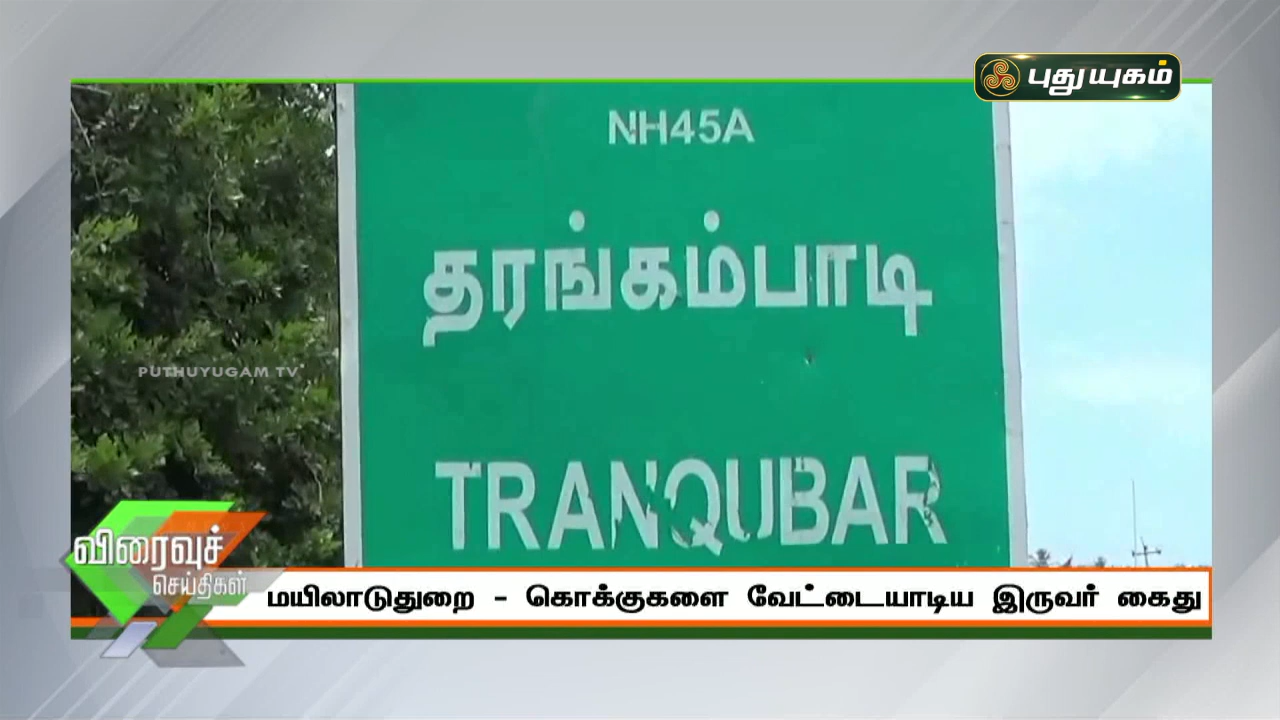 புதுயுகம்
NH45A
தரங்கம்பாடி
PUTHUYUGAM TV
TRANQUBAR
விரைவுச்
செய்திகள்
மயிலாடுதுறை - கொக்குகளை வேட்டையாடிய இருவர் கைது